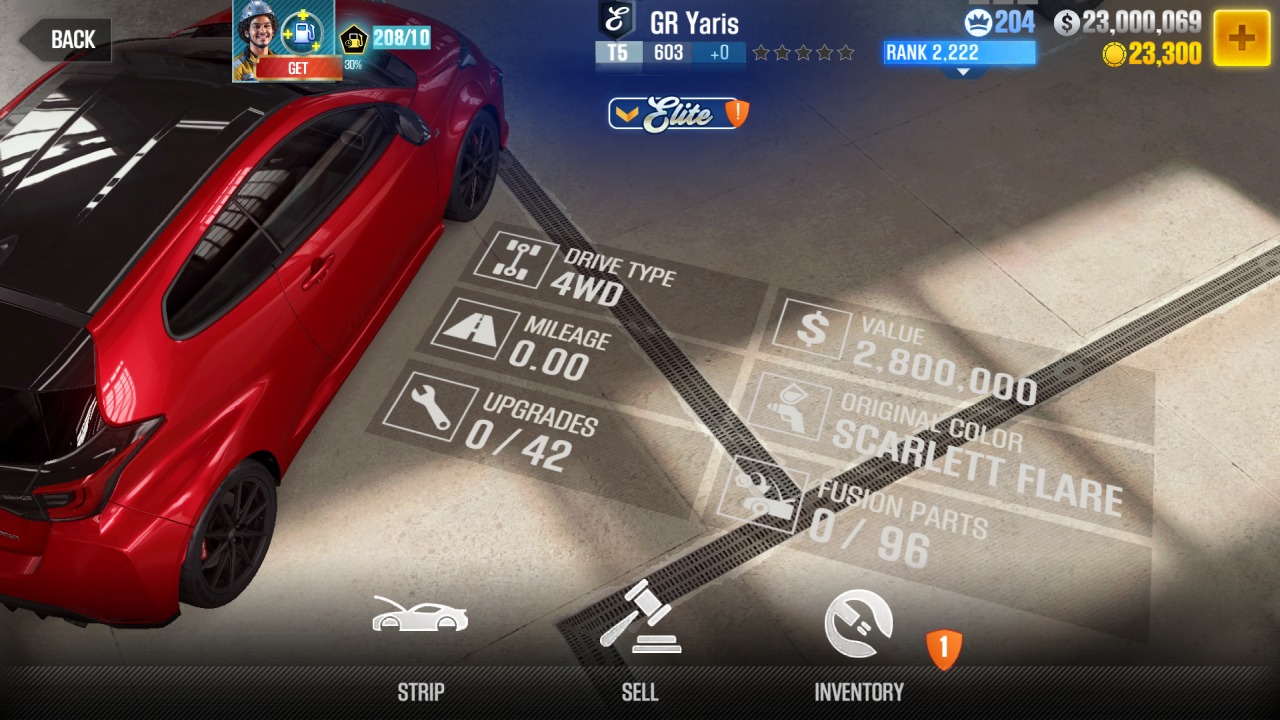 BACK
GET
208/10
30%
GR Yaris
T5 603 +0
Elite
!
204
RANK 2,222
$ 23,000,069
23,300
DRIVE TYPE
4WD
MILEAGE
0.00
UPGRADES
0 / 42
$ VALUE
2,800,000
ORIGINAL COLOR
SCARLETT FLARE
FUSION PARTS
0 / 96
STRIP
SELL
INVENTORY
1